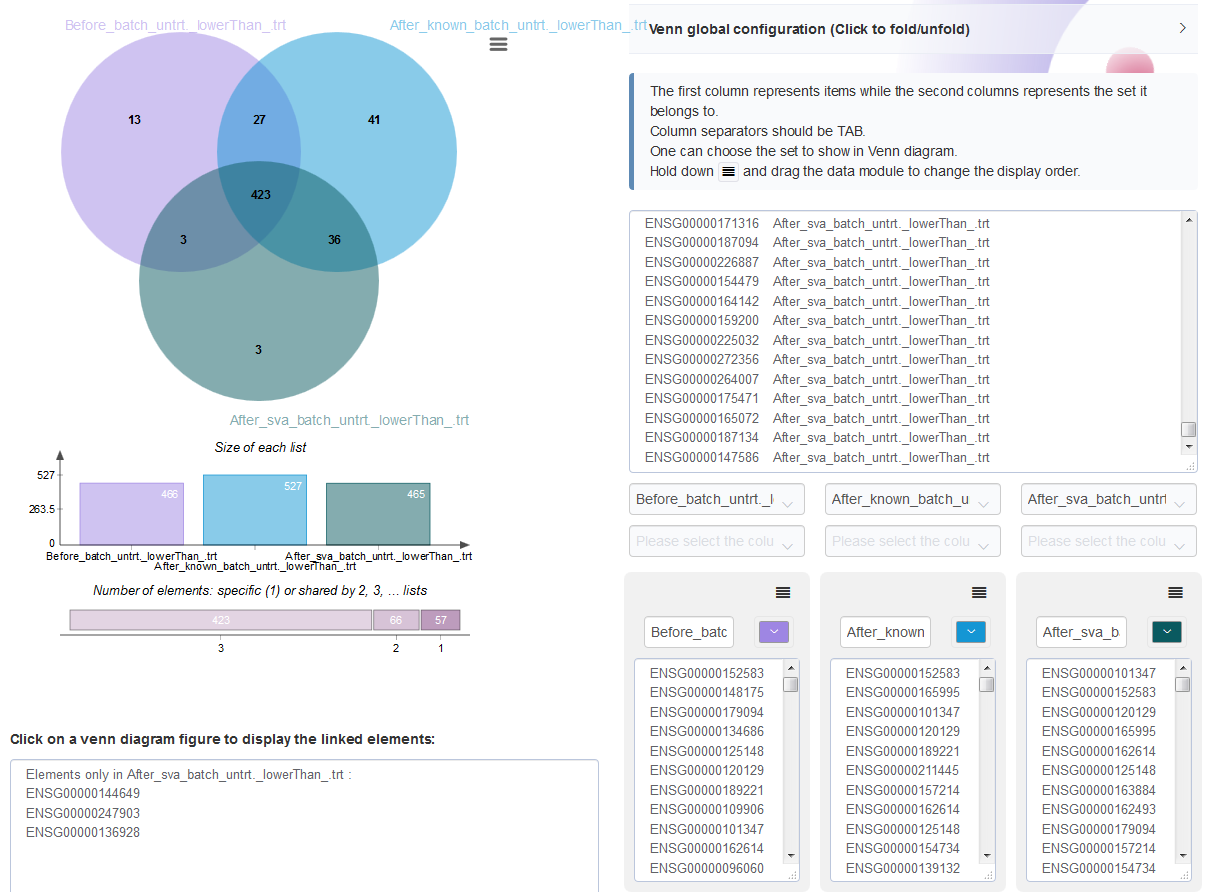 Before_batch_untrt._lowerThan_.trt
After_known_batch_untrt._lowerThan_.trt
13
27
41
423
3
36
3
After_sva_batch_untrt._lowerThan_.trt
Size of each list
527
263.5
0
466
527
465
Before_batch_untrt._lowerThan_.trt
After_sva_batch_untrt._lowerThan_.trt
After_known_batch_untrt._lowerThan_.trt
Number of elements: specific (1) or shared by 2, 3, ... lists
423
66
57
3
2
1
Click on a venn diagram figure to display the linked elements:
Elements only in After_sva_batch_untrt._lowerThan_.trt :
ENSG00000144649
ENSG00000247903
ENSG00000136928
Venn global configuration (Click to fold/unfold)
The first column represents items while the second columns represents the set it
belongs to.
Column separators should be TAB.
One can choose the set to show in Venn diagram.
Hold down and drag the data module to change the display order.
ENSG00000171316 After_sva_batch_untrt._lowerThan_.trt
ENSG00000187094 After_sva_batch_untrt._lowerThan_.trt
ENSG00000226887 After_sva_batch_untrt._lowerThan_.trt
ENSG00000154479 After_sva_batch_untrt._lowerThan_.trt
ENSG00000164142 After_sva_batch_untrt._lowerThan_.trt
ENSG00000159200 After_sva_batch_untrt._lowerThan_.trt
ENSG00000225032 After_sva_batch_untrt._lowerThan_.trt
ENSG00000272356 After_sva_batch_untrt._lowerThan_.trt
ENSG00000264007 After_sva_batch_untrt._lowerThan_.trt
ENSG00000175471 After_sva_batch_untrt._lowerThan_.trt
ENSG00000165072 After_sva_batch_untrt._lowerThan_.trt
ENSG00000187134 After_sva_batch_untrt._lowerThan_.trt
ENSG00000147586 After_sva_batch_untrt._lowerThan_.trt
Before_batch_untrt._l
After_known_batch_u
After_sva_batch_untrt
Please select the colu
Please select the colu
Please select the colu
Before_batc
ENSG00000152583
ENSG00000148175
ENSG00000179094
ENSG00000134686
ENSG00000125148
ENSG00000120129
ENSG00000189221
ENSG00000109906
ENSG00000101347
ENSG00000162614
ENSG00000096060
After_known
ENSG00000152583
ENSG00000165995
ENSG00000101347
ENSG00000120129
ENSG00000189221
ENSG00000211445
ENSG00000157214
ENSG00000162614
ENSG00000125148
ENSG00000154734
ENSG00000139132
After_sva_b
ENSG00000101347
ENSG00000152583
ENSG00000120129
ENSG00000165995
ENSG00000162614
ENSG00000125148
ENSG00000163884
ENSG00000162493
ENSG00000179094
ENSG00000157214
ENSG00000154734